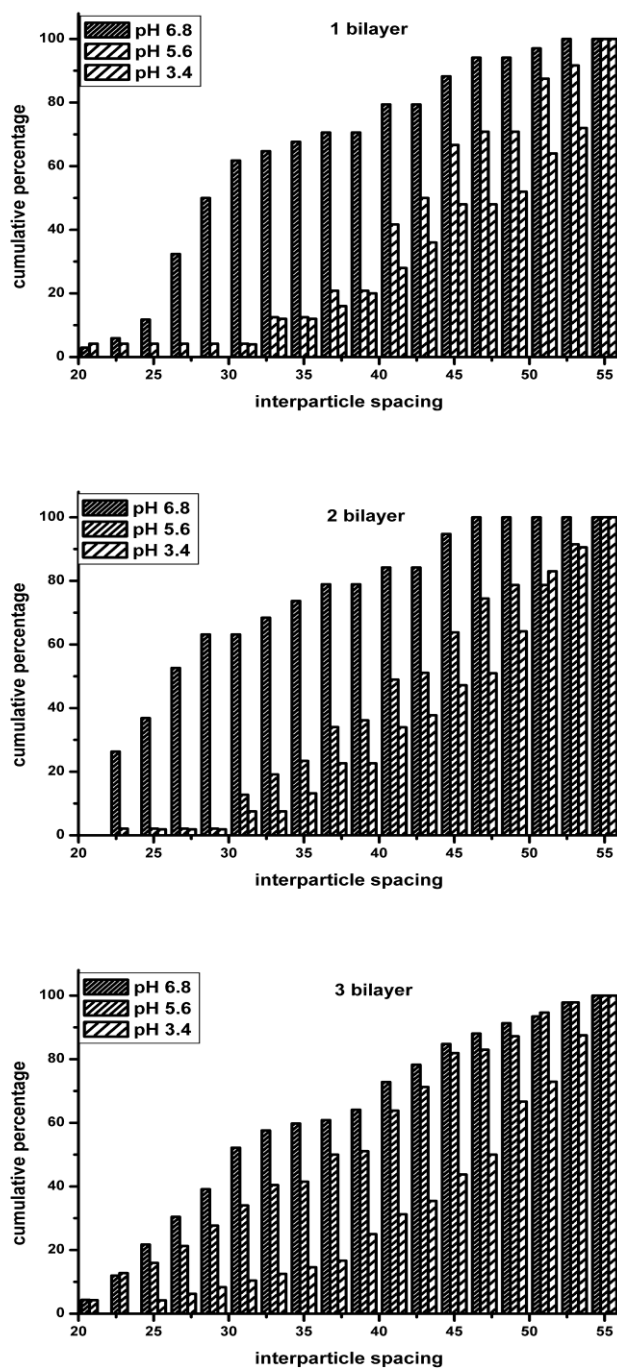 1 bilayer
pH 6.8
pH 5.6
pH 3.4
cumulative percentage
100
80
60
40
20
0
20 25 30 35 40 45 50 55
interparticle spacing
2 bilayer
pH 6.8
pH 5.6
pH 3.4
cumulative percentage
100
80
60
40
20
0
20 25 30 35 40 45 50 55
interparticle spacing
3 bilayer
pH 6.8
pH 5.6
pH 3.4
cumulative percentage
100
80
60
40
20
0
20 25 30 35 40 45 50 55
interparticle spacing